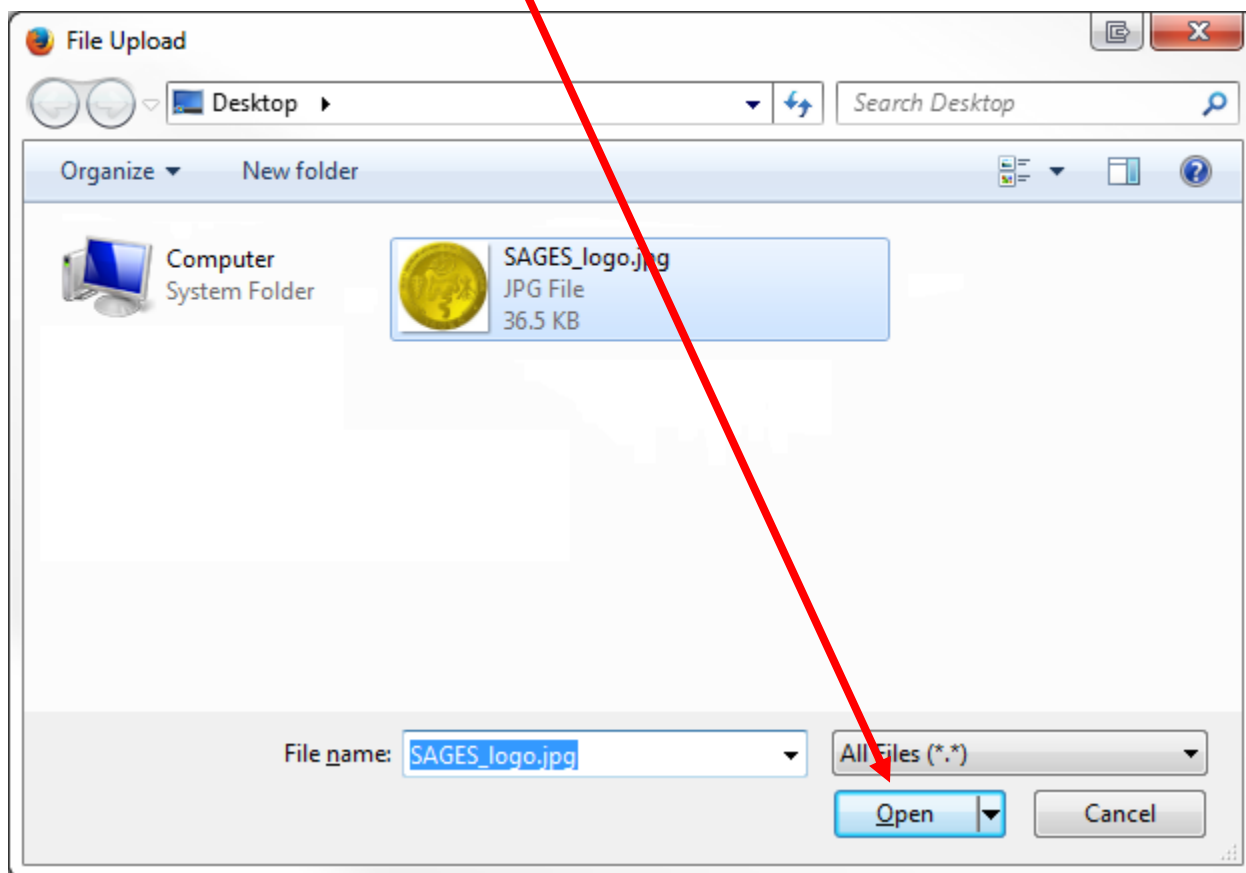 File Upload
Desktop
Search Desktop
Organize
New folder
Computer
System Folder
SAGES_logo.jpg
JPG File
36.5 KB
File name: SAGES_logo.jpg
All Files (*.*)
Open
Cancel